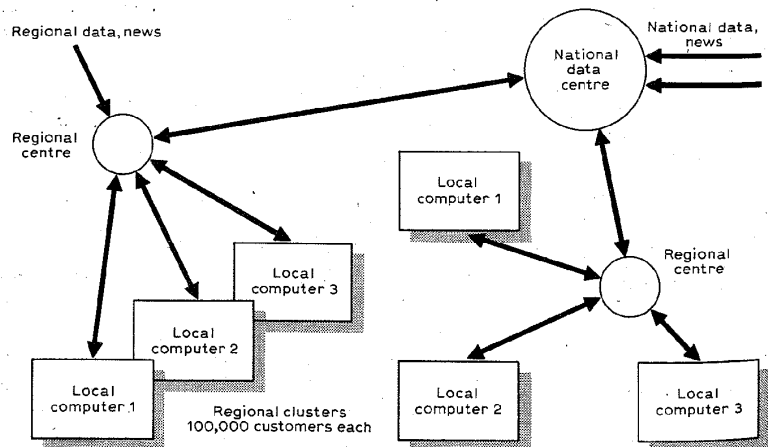 Regional data, news
Regional
centre
National
data
centre
National data,
news
Local
computer 1
Regional
centre
Local
computer 3
Local
computer 2
Local
computer 1
Regional clusters
100,000 customers each
Local
computer 2
Local
computer 3